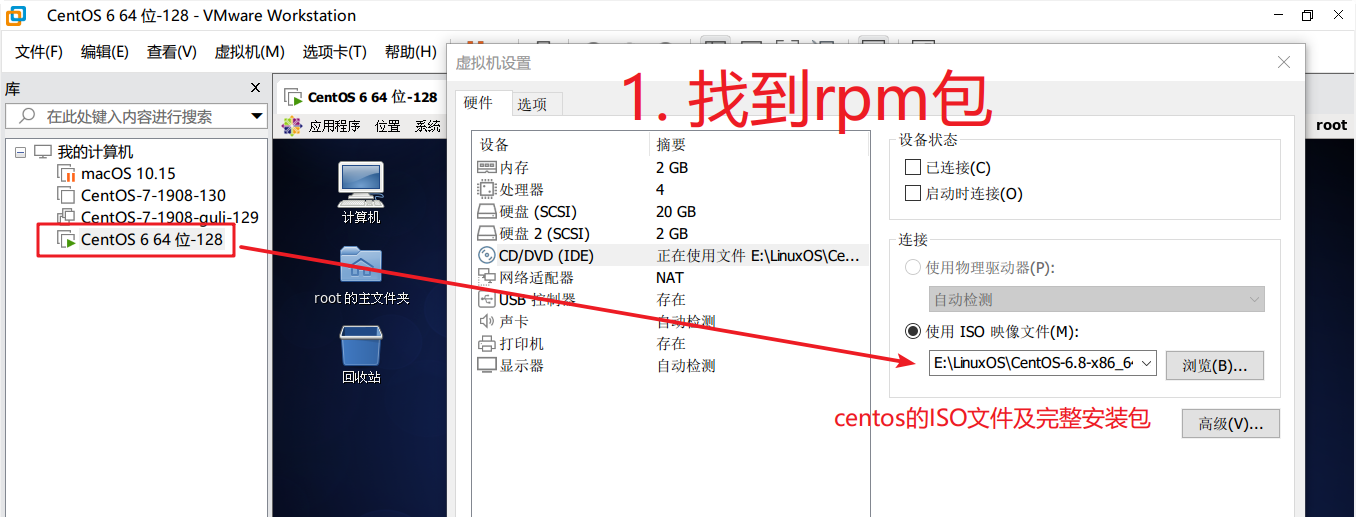 CentOS 6 64 位-128 - VMware Workstation
文件(F) 编辑(E) 查看(V) 虚拟机(M) 选项卡(T) 帮助(H)
库
在此处键入内容进行搜索
我的计算机
macOS 10.15
CentOS-7-1908-130
CentOS-7-1908-guli-129
CentOS 6 64 位-128
CentOS 6 64 位-128
应用程序 位置 系统
root
计算机
root 的主文件夹
回收站
虚拟机设置
1. 找到rpm包
硬件 选项
设备 摘要
内存 2 GB
处理器 4
硬盘 (SCSI) 20 GB
硬盘 2 (SCSI) 2 GB
CD/DVD (IDE) 正在使用文件 E:\LinuxOS\Ce...
网络适配器 NAT
USB 控制器 存在
声卡 自动检测
打印机 存在
显示器 自动检测
设备状态
已连接(C)
启动时连接(O)
连接
使用物理驱动器(P):
自动检测
使用 ISO 映像文件(M):
E:\LinuxOS\CentOS-6.8-x86_6 浏览(B)...
centos的ISO文件及完整安装包
高级(V)...